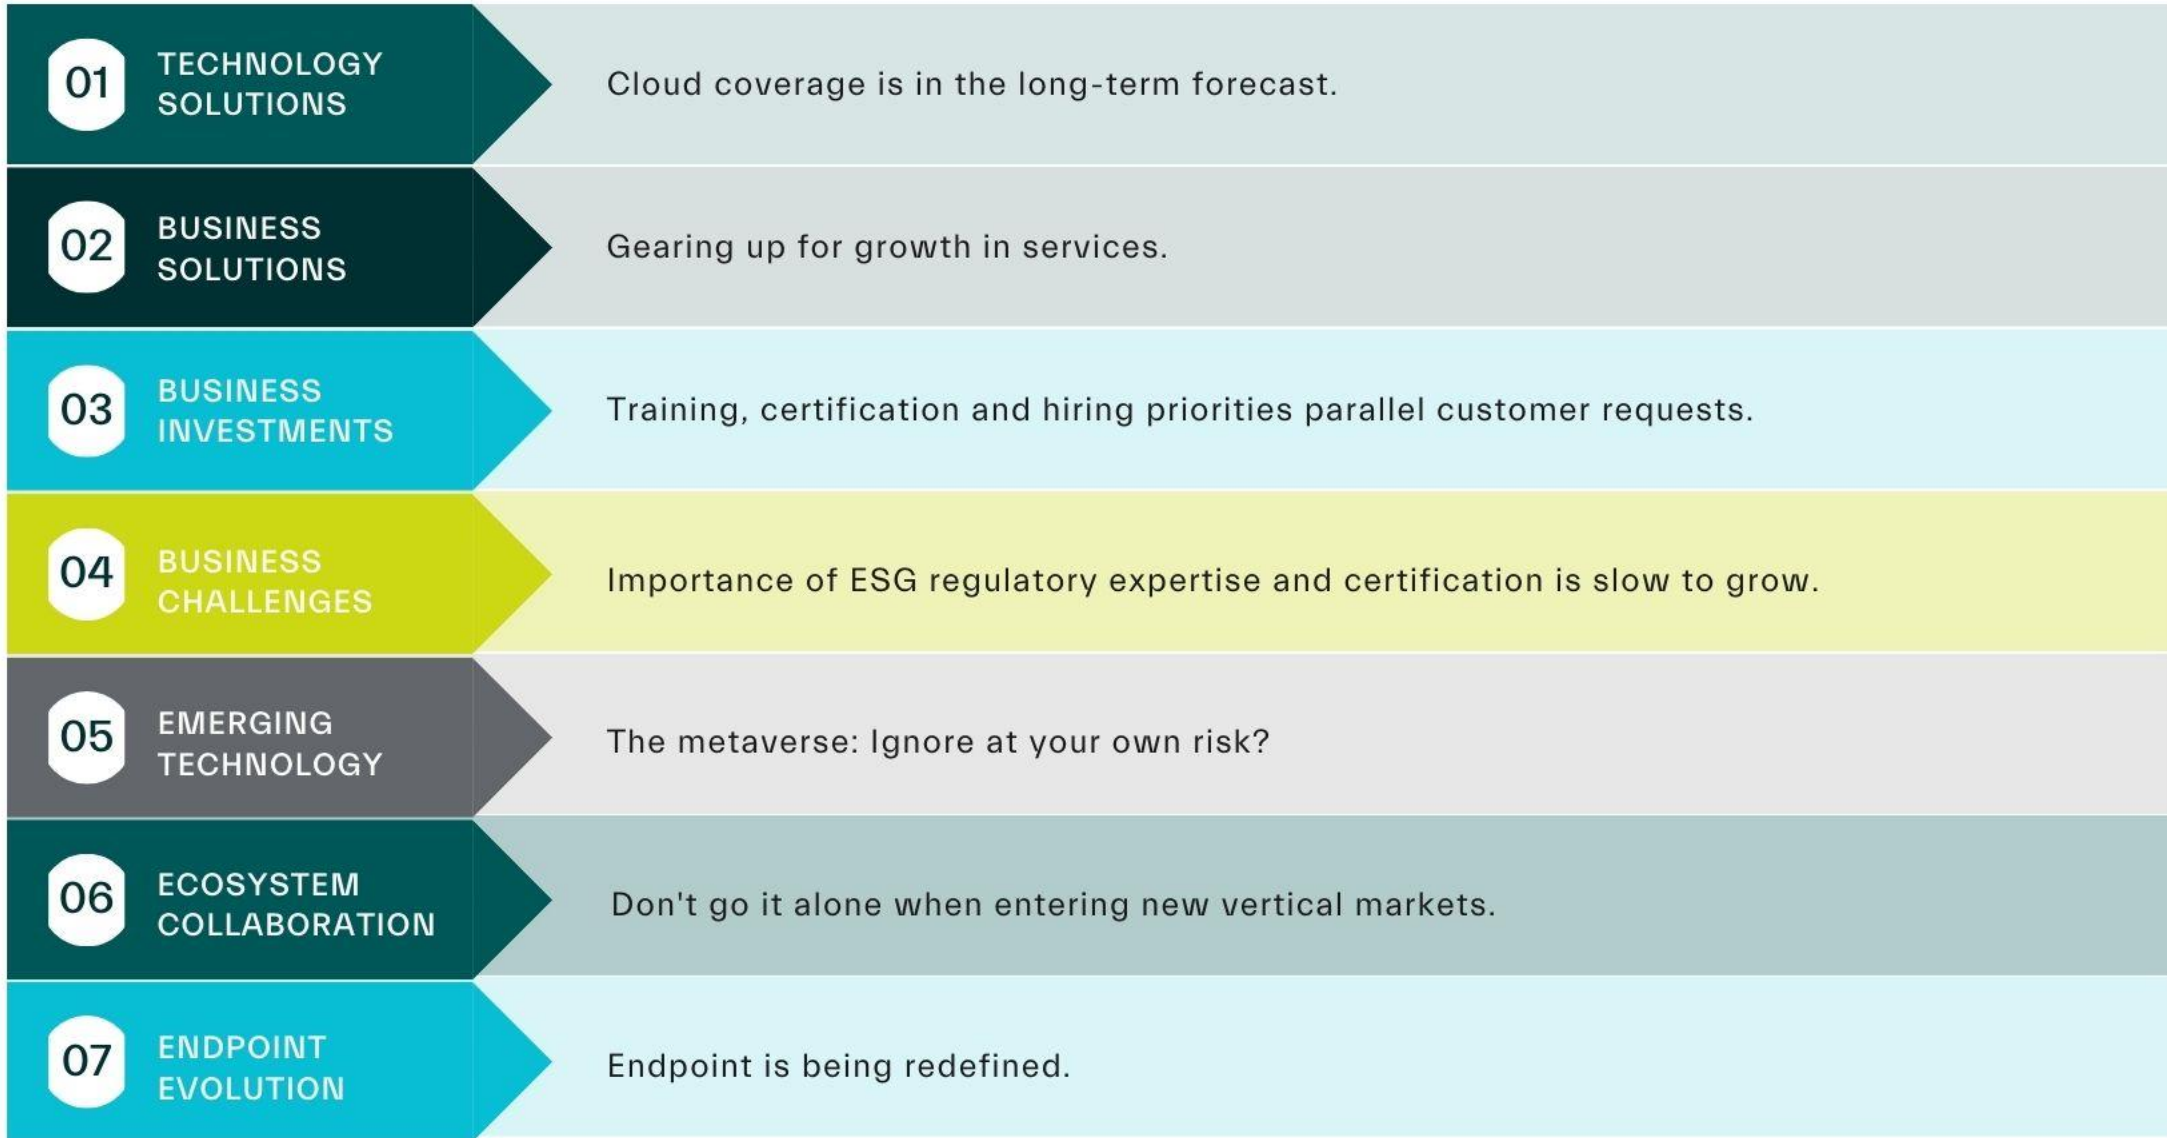 01
TECHNOLOGY
SOLUTIONS
Cloud coverage is in the long-term forecast.
02
BUSINESS
SOLUTIONS
Gearing up for growth in services.
03
BUSINESS
INVESTMENTS
Training, certification and hiring priorities parallel customer requests.
04
BUSINESS
CHALLENGES
Importance of ESG regulatory expertise and certification is slow to grow.
05
EMERGING
TECHNOLOGY
The metaverse: Ignore at your own risk?
06
ECOSYSTEM
COLLABORATION
Don't go it alone when entering new vertical markets.
07
ENDPOINT
EVOLUTION
Endpoint is being redefined.